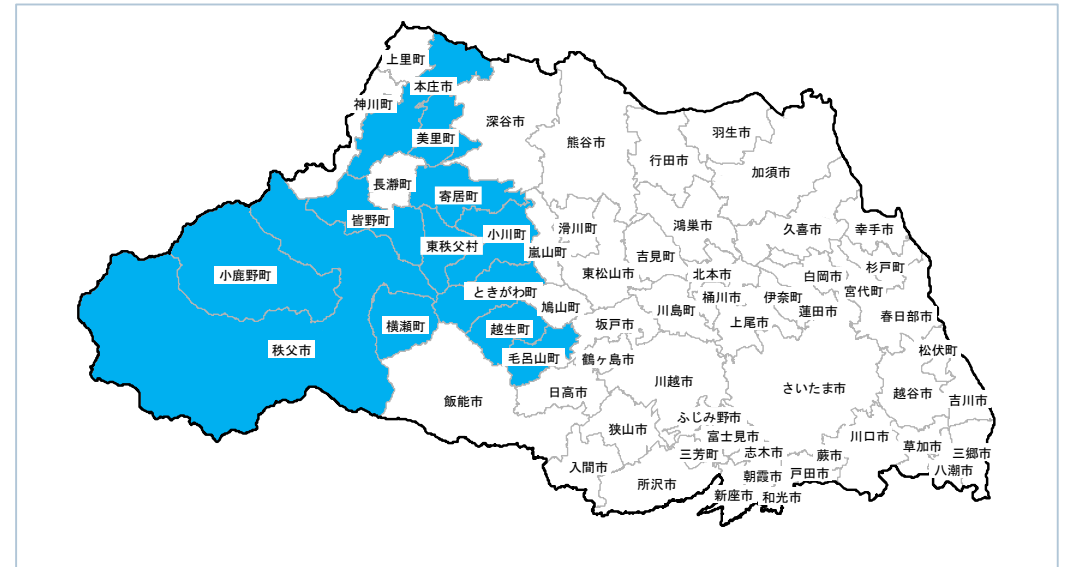 上里町
本庄市
神川町
深谷市
美里町
熊谷市
羽生市
行田市
加須市
長瀞町
寄居町
皆野町
小川町
滑川町
鴻巣市
久喜市
幸手市
東秩父村
嵐山町
吉見町
小鹿野町
東松山市
北本市
白岡市
杉戸町
ときがわ町
鳩山町
桶川市
伊奈町
宮代町
川島町
蓮田市
横瀬町
越生町
坂戸市
上尾市
春日部市
秩父市
毛呂山町
鶴ヶ島市
松伏町
川越市
さいたま市
飯能市
日高市
越谷市
吉川市
ふじみ野市
狭山市
富士見市
川口市
草加市
三芳町
志木市
蕨市
三郷市
入間市
朝霞市
戸田市
八潮市
所沢市
新座市
和光市